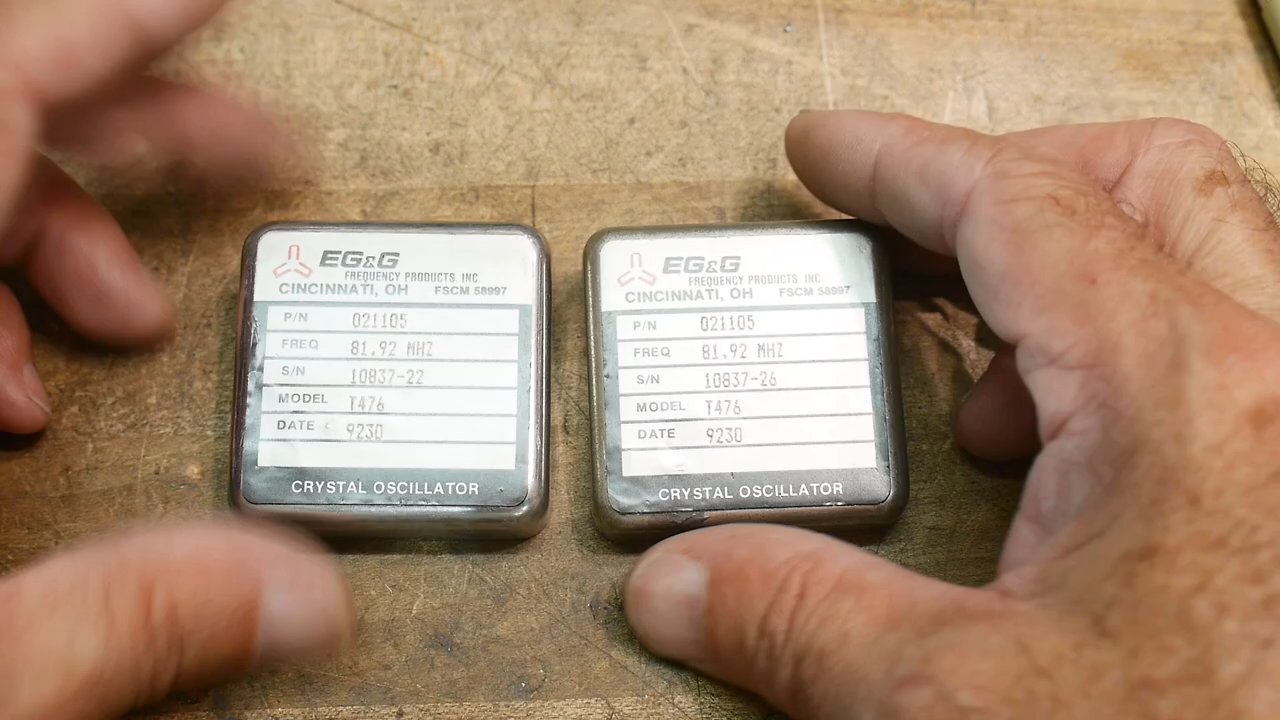 EG&G
FREQUENCY PRODUCTS, INC.
CINCINNATI, OH FSCM 58997
P/N 021105
FREQ 81.92 MHZ
S/N 10837-22
MODEL T476
DATE 9230
CRYSTAL OSCILLATOR
EG&G
FREQUENCY PRODUCTS, INC
CINCINNATI, OH FSCM 58997
P/N 021105
FREQ 81.92 MHZ
S/N 10837-26
MODEL T476
DATE 9230
CRYSTAL OSCILLATOR